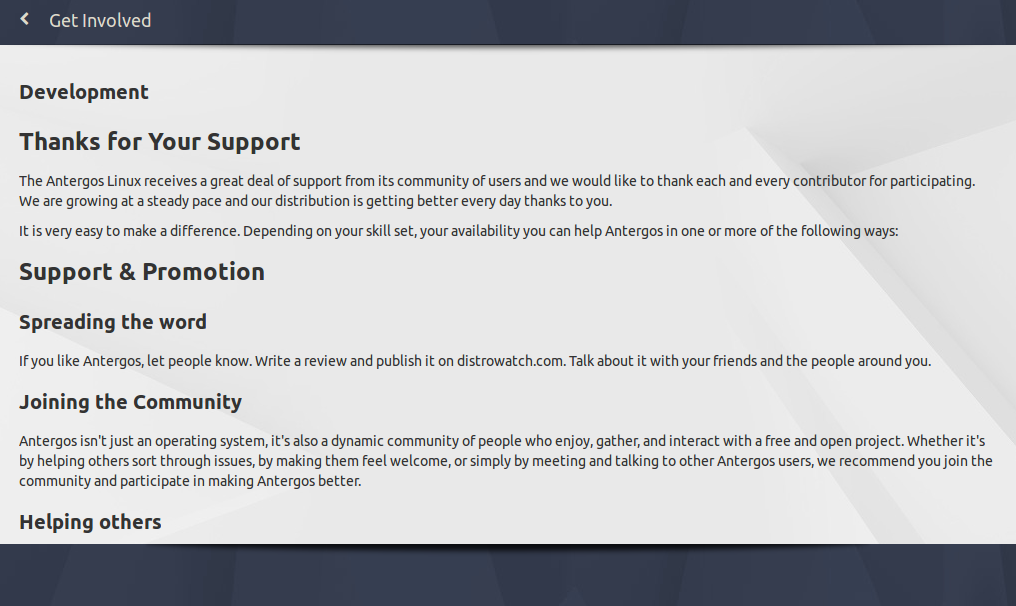 Get Involved
Development
Thanks for Your Support
The Antergos Linux receives a great deal of support from its community of users and we would like to thank each and every contributor for participating.
We are growing at a steady pace and our distribution is getting better every day thanks to you.
It is very easy to make a difference. Depending on your skill set, your availability you can help Antergos in one or more of the following ways:
Support & Promotion
Spreading the word
If you like Antergos, let people know. Write a review and publish it on distrowatch.com. Talk about it with your friends and the people around you.
Joining the Community
Antergos isn't just an operating system, it's also a dynamic community of people who enjoy, gather, and interact with a free and open project. Whether it's
by helping others sort through issues, by making them feel welcome, or simply by meeting and talking to other Antergos users, we recommend you join the
community and participate in making Antergos better.
Helping others